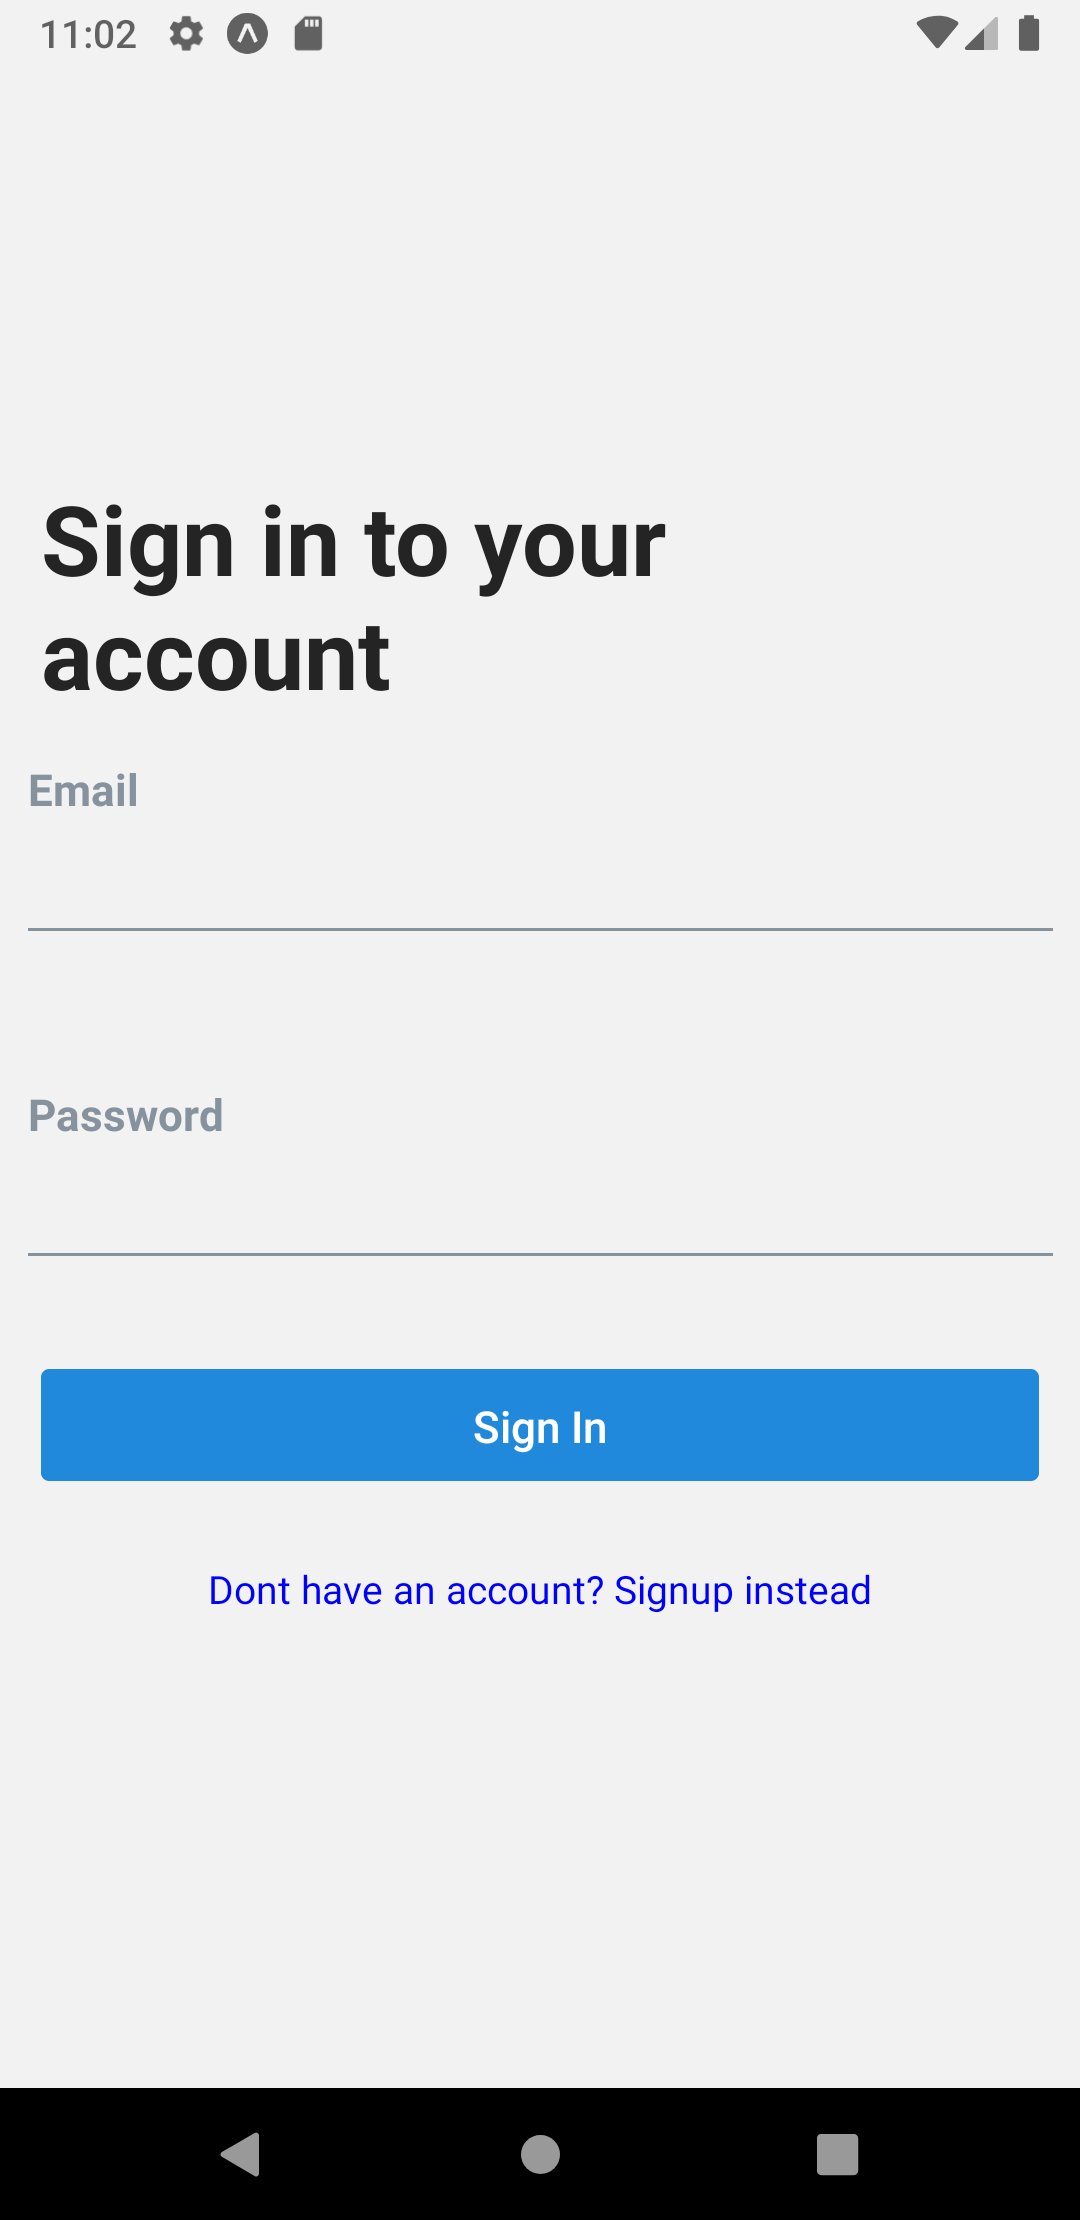 11:02
Sign in to your
account
Email
Password
Sign In
Dont have an account? Signup instead